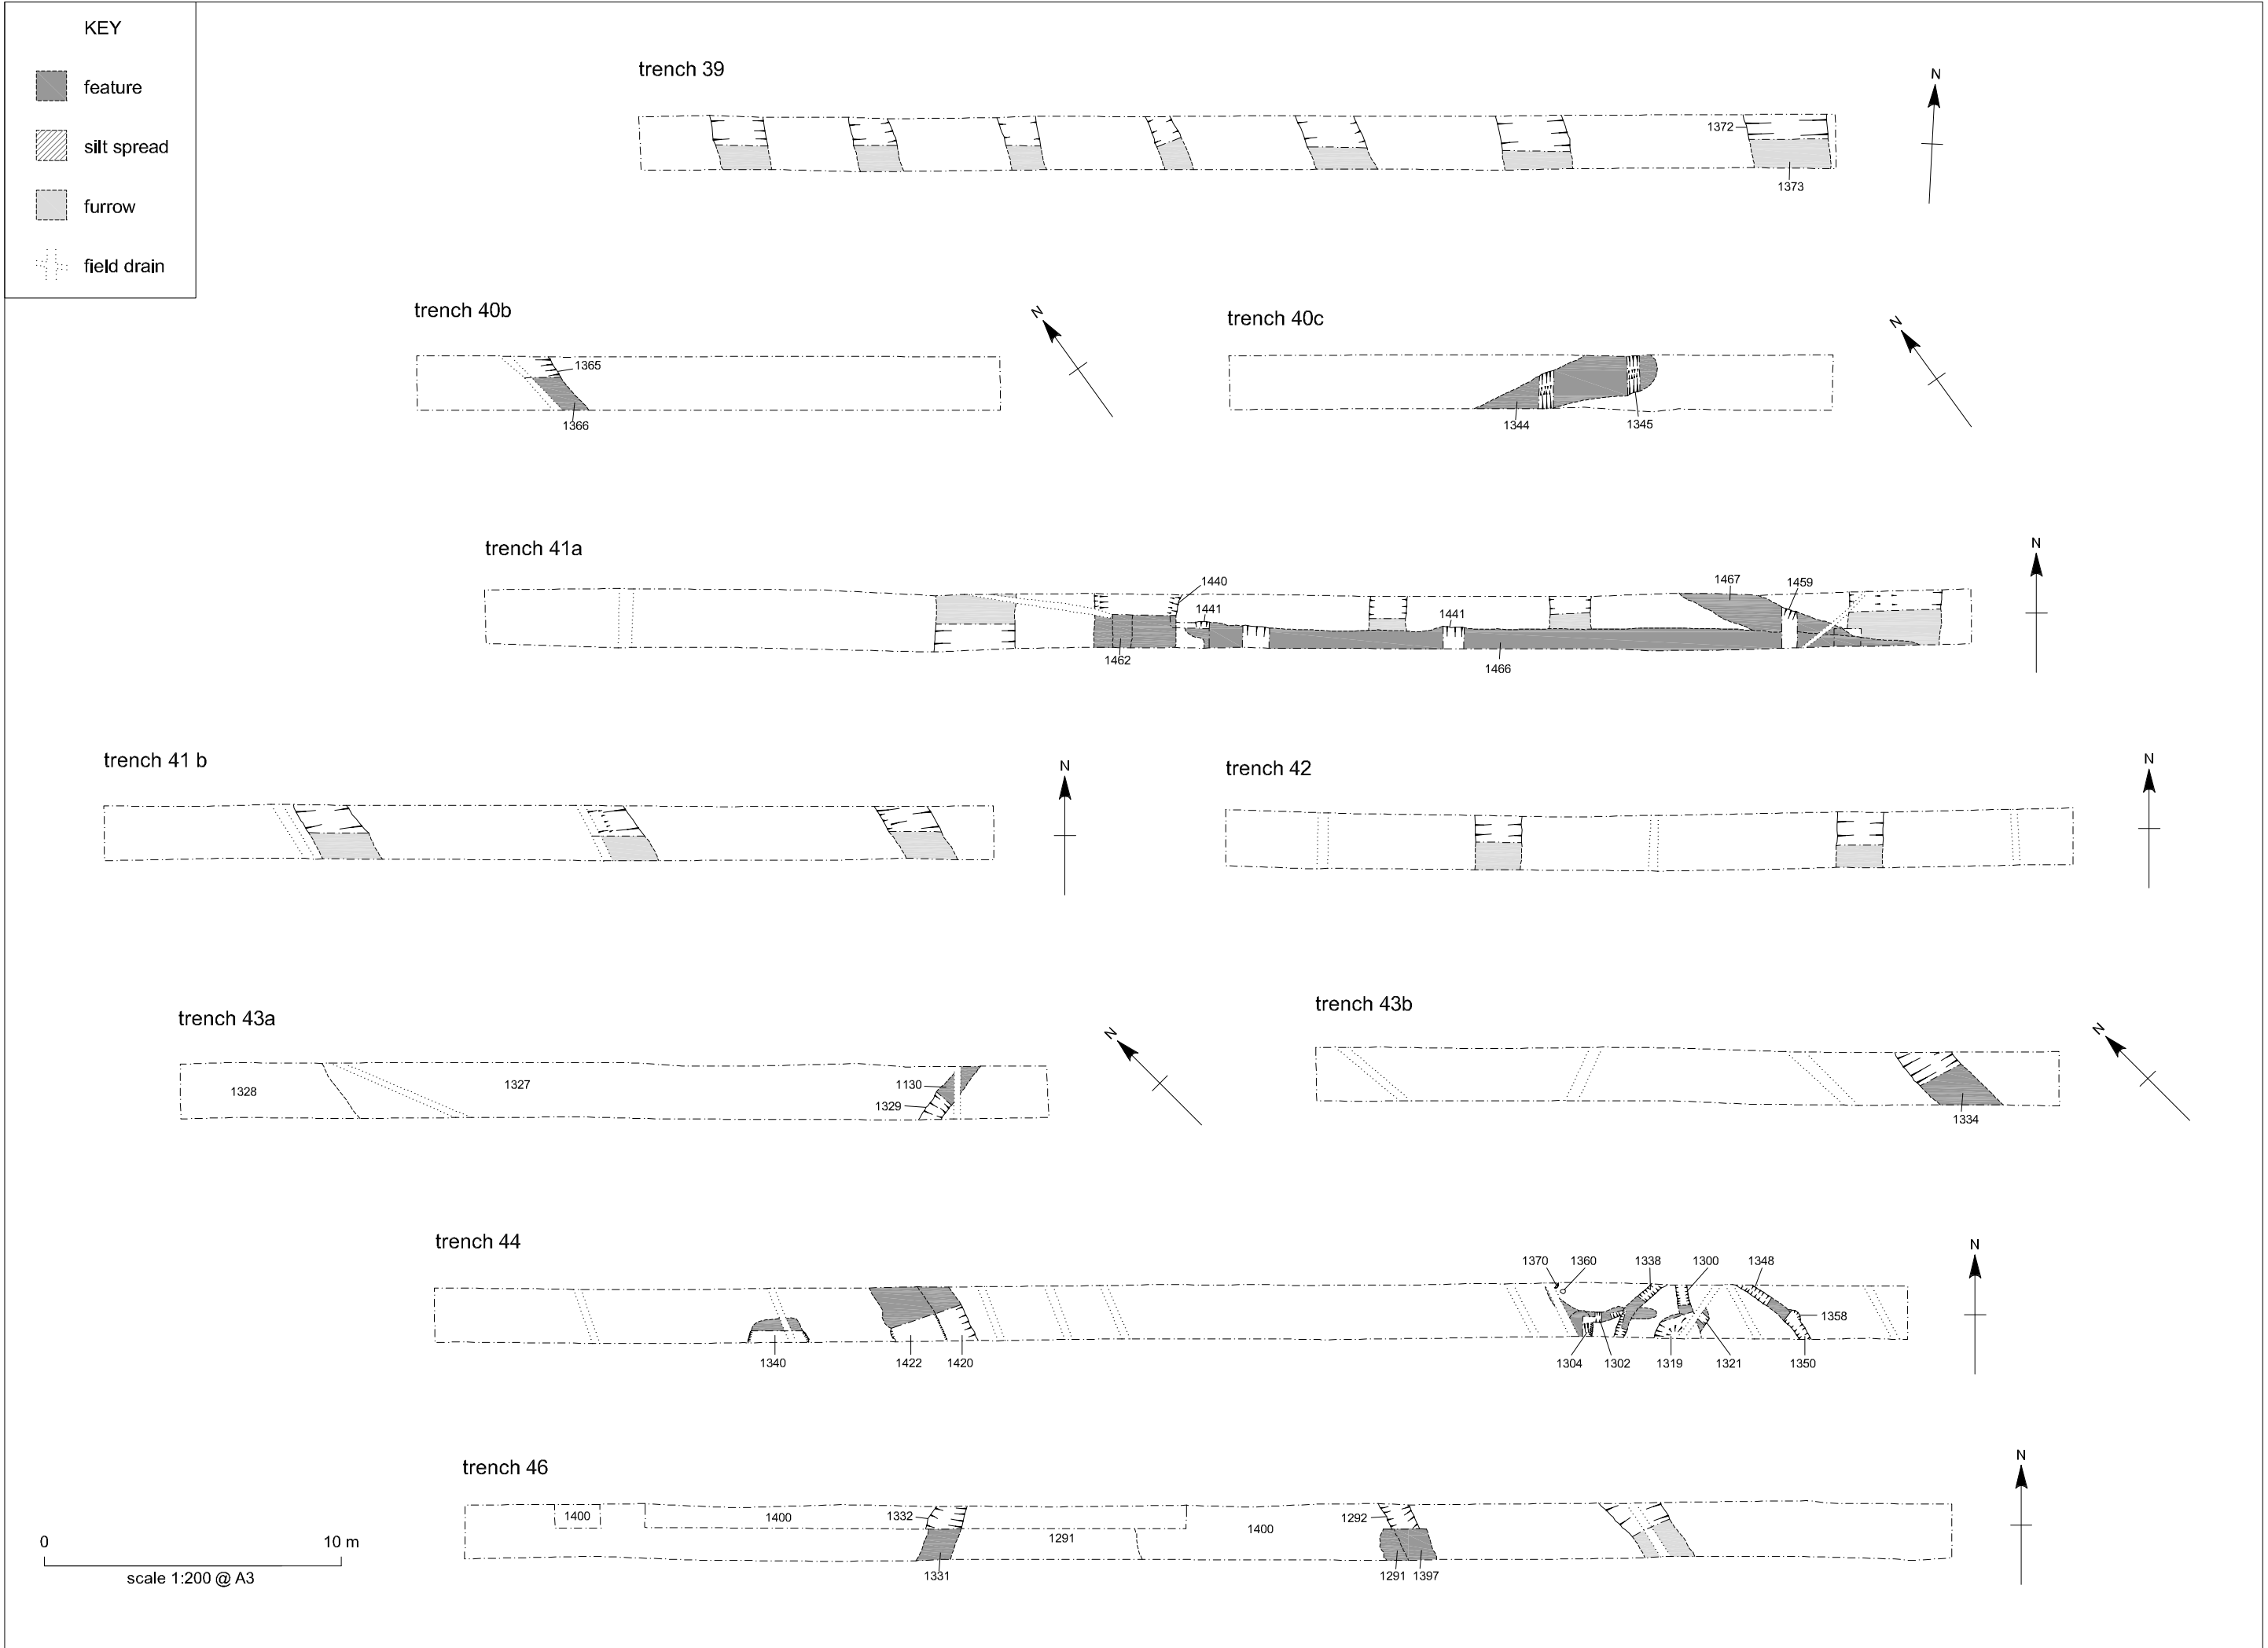 KEY
feature
silt spread
furrow
field drain
trench 39
N
1372
1373
trench 40b
N
1365
1366
trench 40c
N
1344
1345
trench 41a
N
1440
1441
1441
1467
1459
1462
1466
trench 41 b
N
trench 42
N
trench 43a
N
1328
1327
1130
1329
trench 43b
N
1334
trench 44
N
1370
1360
1338
1300
1348
1358
1340
1422
1420
1304
1302
1319
1321
1350
trench 46
N
1400
1400
1332
1291
1400
1292
1331
1291
1397
0
10 m
scale 1:200 @ A3